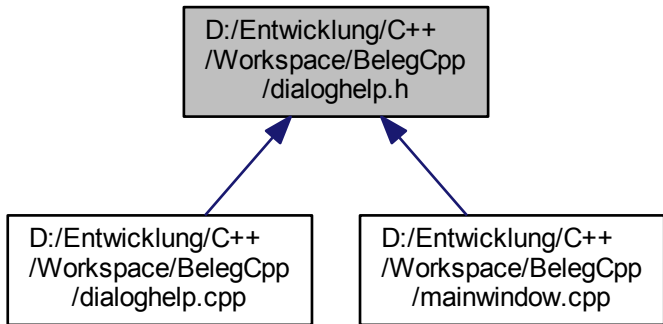 D:/Entwicklung/C++
/Workspace/BelegCpp
/dialoghelp.h
D:/Entwicklung/C++
/Workspace/BelegCpp
/dialoghelp.cpp
D:/Entwicklung/C++
/Workspace/BelegCpp
/mainwindow.cpp